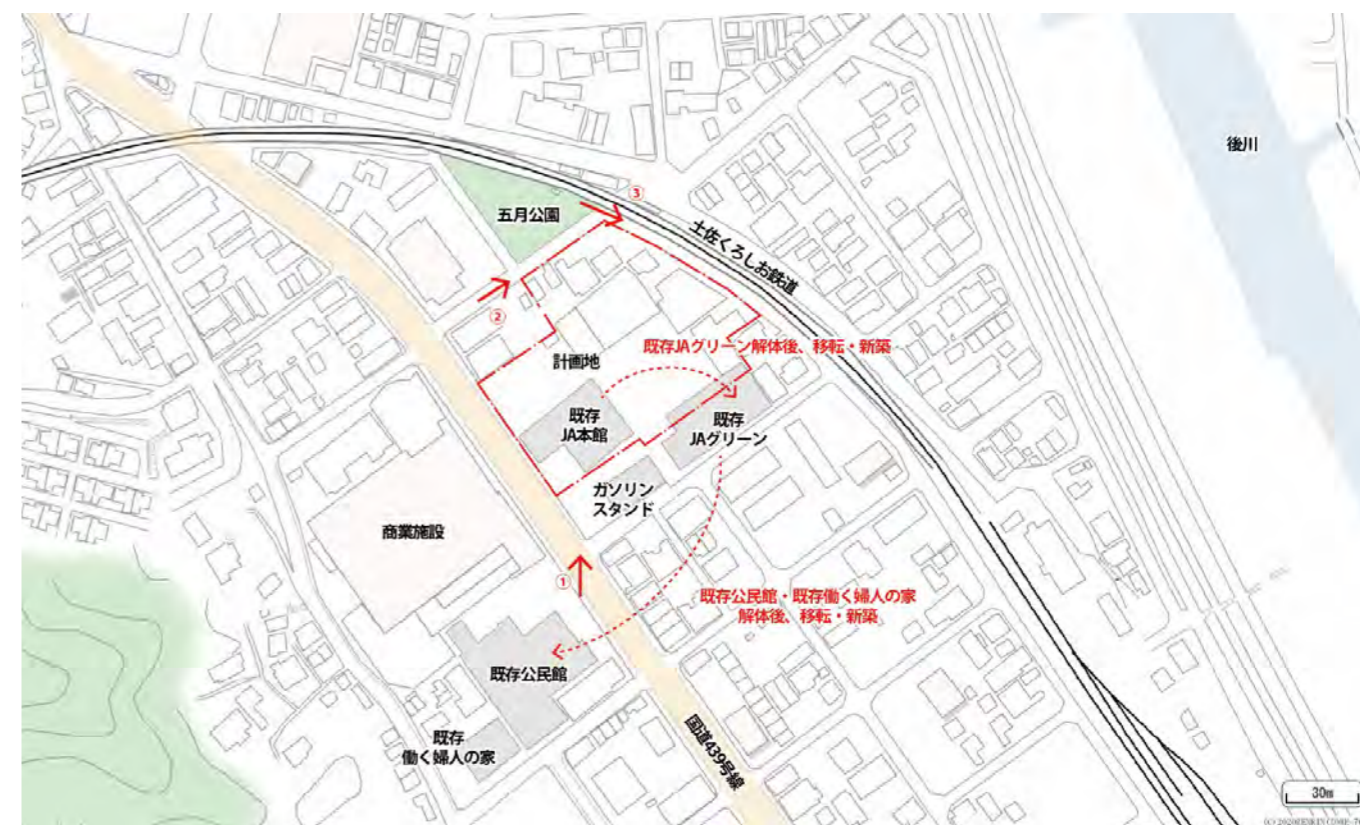 後川
③
五月公園
土佐くろしお鉄道
②
既存JAグリーン解体後、移転・新築
計画地
既存
JA本館
既存
JAグリーン
ガソリン
スタンド
商業施設
①
既存公民館・既存働く婦人の家
解体後、移転・新築
既存公民館
国道439号線
既存
働く婦人の家
30m